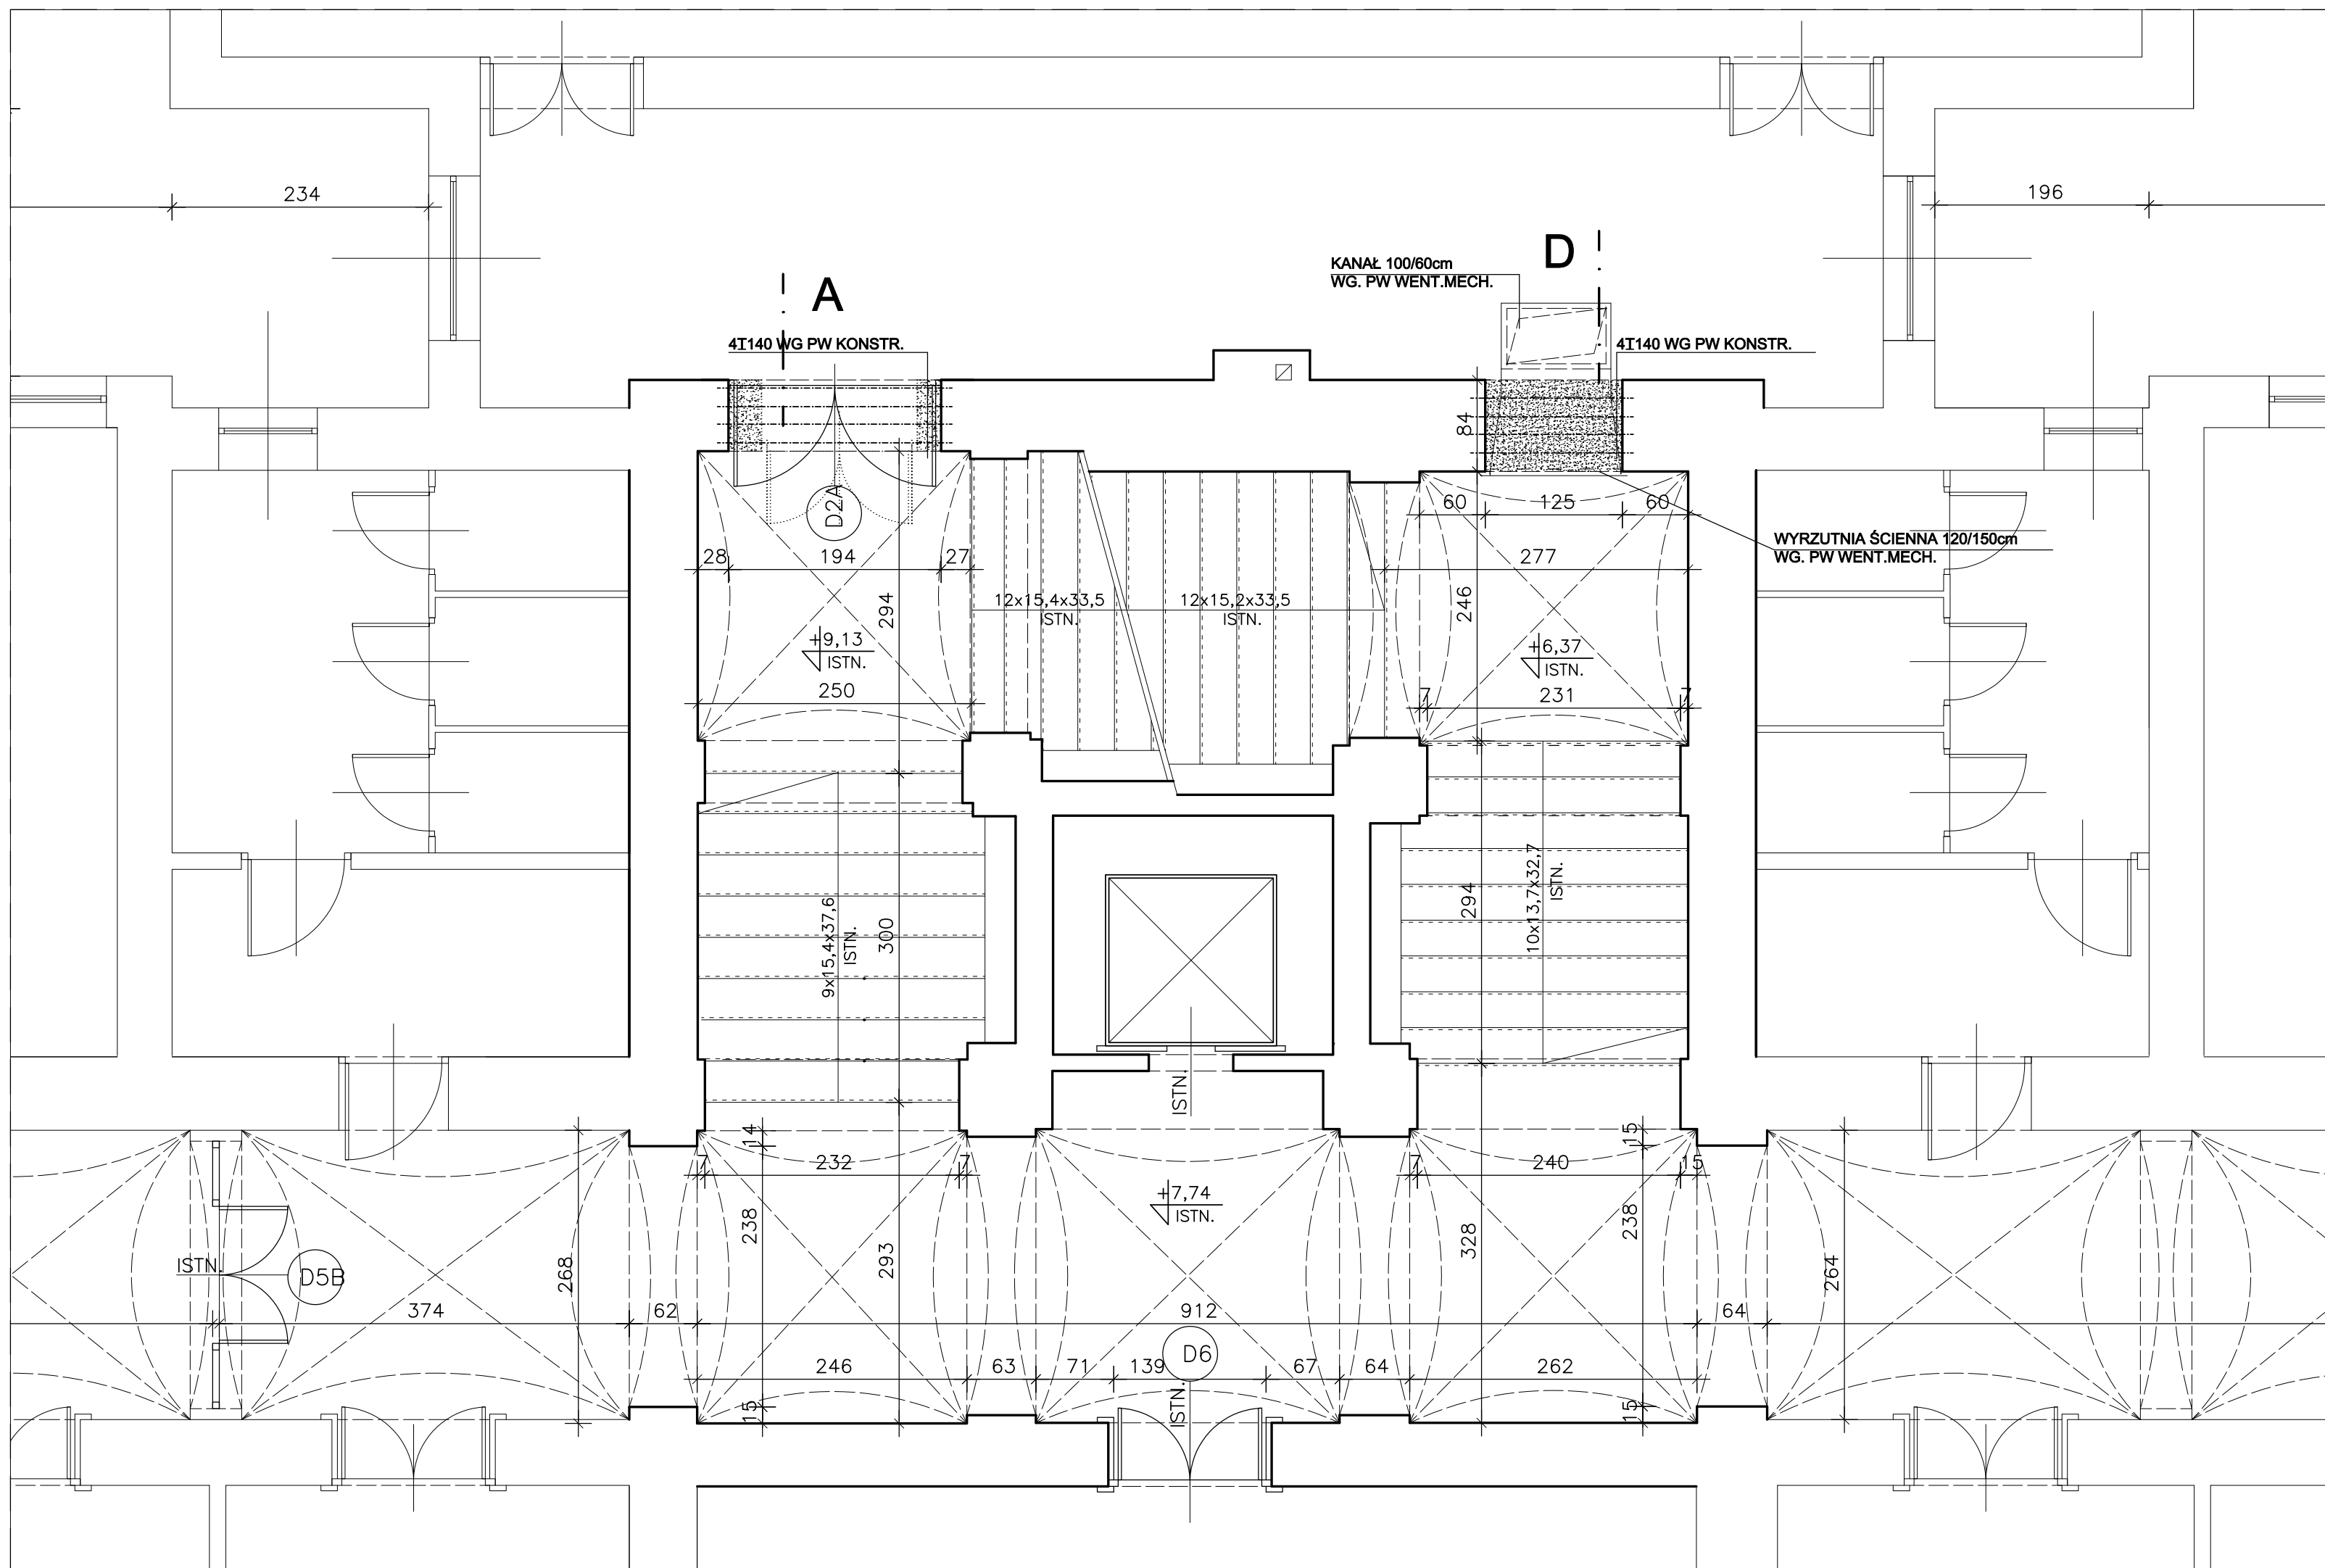 234
196
A
D
KANAŁ 100/60cm
WG. PW WENT.MECH.
4I140 WG PW KONSTR.
4I140 WG PW KONSTR.
84
D2A
60
125
60
WYRZUTNIA ŚCIENNA 120/150cm
WG. PW WENT.MECH.
28
194
27
277
294
12x15,4x33,5
ISTN.
12x15,2x33,5
ISTN.
246
+9,13
ISTN.
+6,37
ISTN.
250
7
231
7
9x15,4x37,6
ISTN.
300
294
10x13,7x32,7
ISTN.
ISTN.
14
15
7
232
7
7
240
15
+7,74
ISTN.
238
293
328
238
264
268
ISTN.
D5B
374
62
912
64
D6
246
63
71
139
67
64
262
ISTN.
15
15